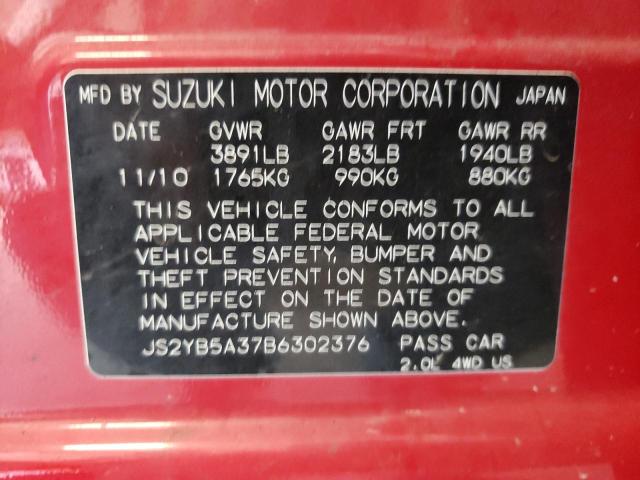 MFD BY SUZUKI MOTOR CORPORATION JAPAN
DATE GVWR GAWR FRT GAWR RR
3891LB 2183LB 1940LB
11/10 1765KG 990KG 880KG
THIS VEHICLE CONFORMS TO ALL
APPLICABLE FEDERAL MOTOR
VEHICLE SAFETY, BUMPER AND
THEFT PREVENTION STANDARDS
IN EFFECT ON THE DATE OF
MANUFACTURE SHOWN ABOVE.
JS2YB5A37B6302376 PASS CAR
2.0L 4WD US